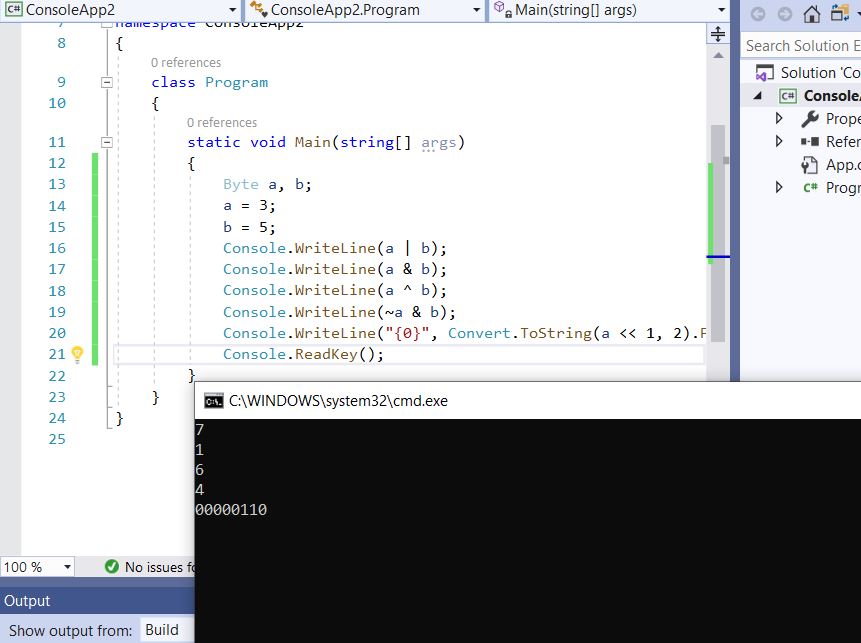 C# ConsoleApp2
ConsoleApp2.Program
Main(string[] args)
7 namespace ConsoleApp2
8 {
0 references
9 class Program
10 {
0 references
11 static void Main(string[] args)
12 {
13 Byte a, b;
14 a = 3;
15 b = 5;
16 Console.WriteLine(a | b);
17 Console.WriteLine(a & b);
18 Console.WriteLine(a ^ b);
19 Console.WriteLine(~a & b);
20 Console.WriteLine("{0}", Convert.ToString(a << 1, 2).
21 Console.ReadKey();
22 }
23 }
24 }
25
100 %
No issues
Output
Show output from: Build
Search Solution E
Solution 'Co
C# Console
Prope
Refer
App.c
C# Progr
C:\WINDOWS\system32\cmd.exe
7
1
6
4
00000110